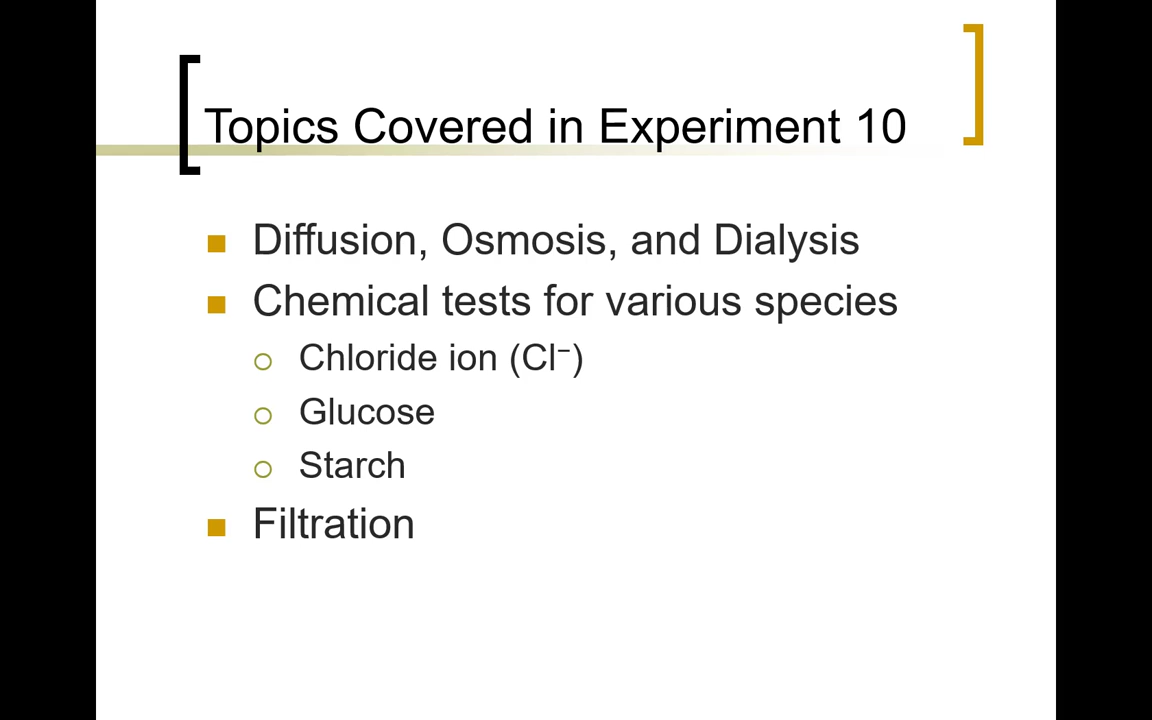 Topics Covered in Experiment 10
Diffusion, Osmosis, and Dialysis
Chemical tests for various species
Chloride ion (Cl⁻)
Glucose
Starch
Filtration